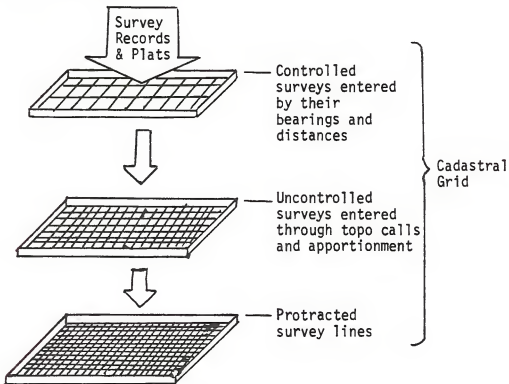 Survey
Records
& Plats
Controlled
surveys entered
by their
bearings and
distances
Uncontrolled
surveys entered
through topo calls
and apportionment
Protracted
survey lines
Cadastral
Grid